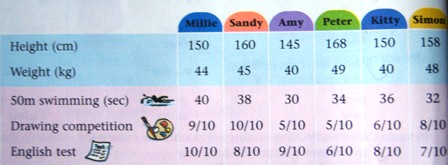 Millie Sandy Amy Peter Kitty Simon
Height (cm) 150 160 145 168 150 158
Weight (kg) 44 45 40 49 40 48
50m swimming (sec) 40 38 30 34 36 32
Drawing competition 9/10 10/10 5/10 5/10 6/10 8/10
English test 10/10 8/10 9/10 6/10 8/10 7/10